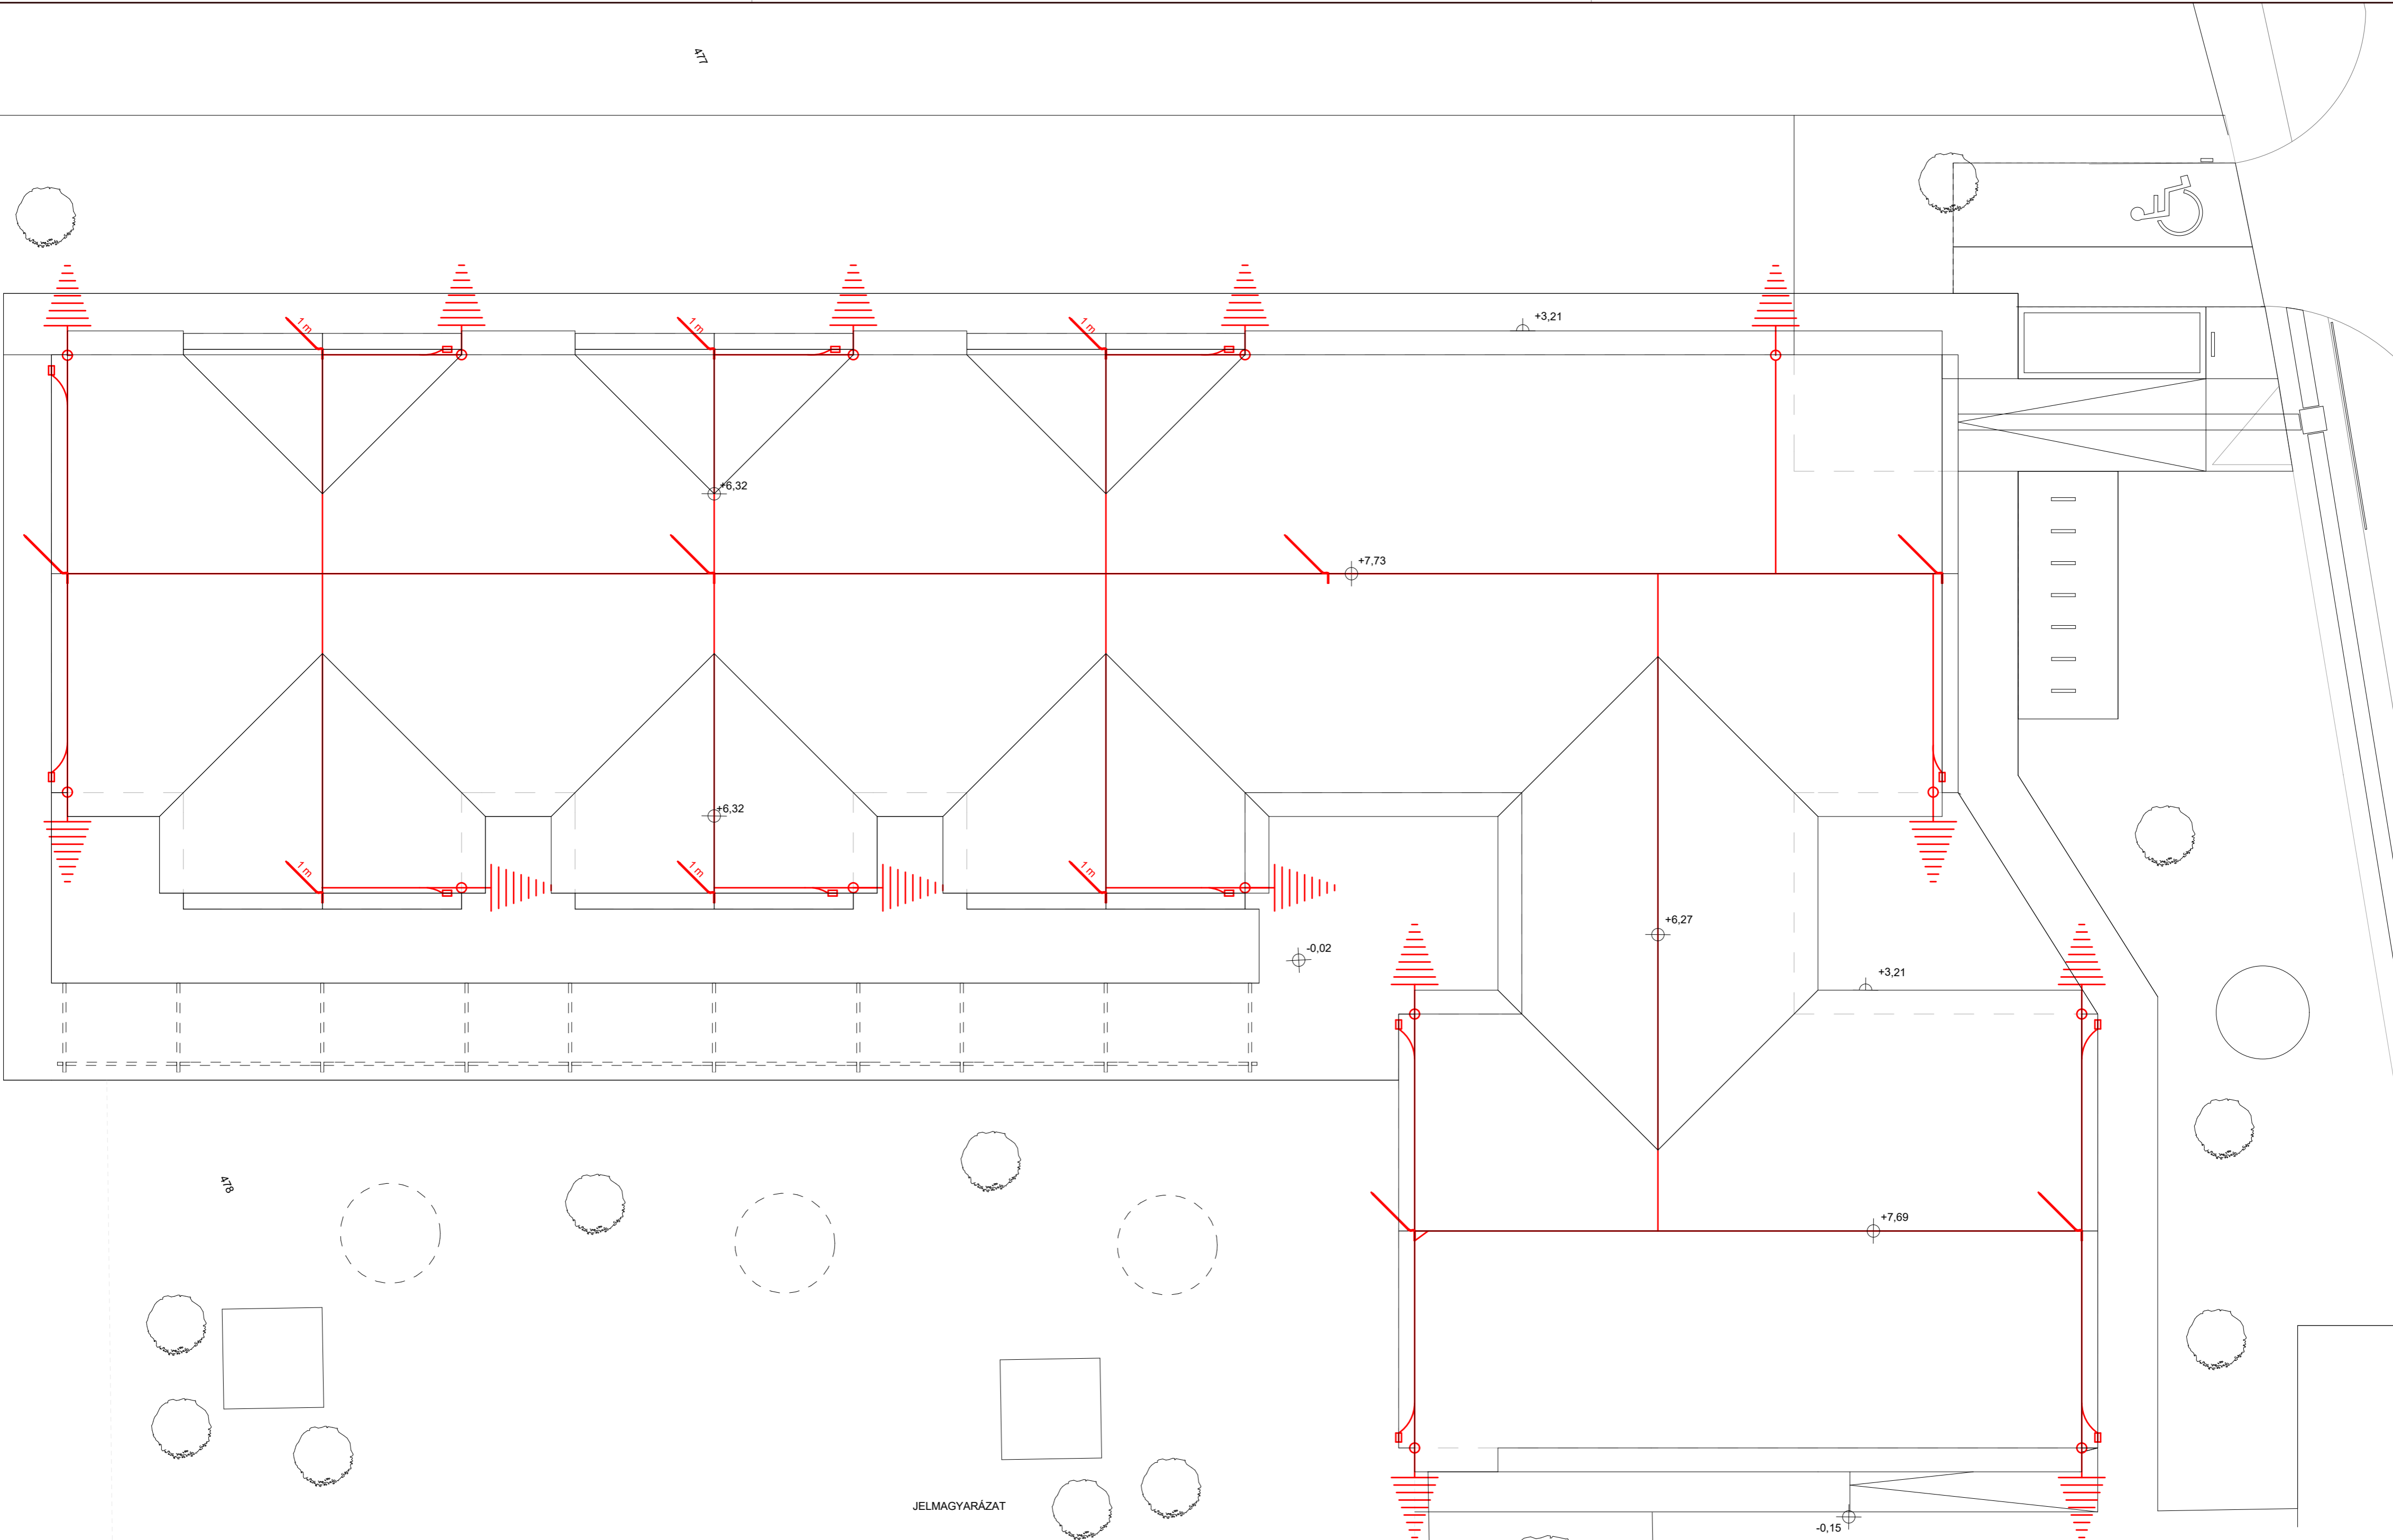 477
1 m
1 m
1 m
+3,21
+6,32
+7,73
+6,32
1 m
1 m
1 m
+6,27
-0,02
+3,21
478
+7,69
JELMAGYARÁZAT
-0,15